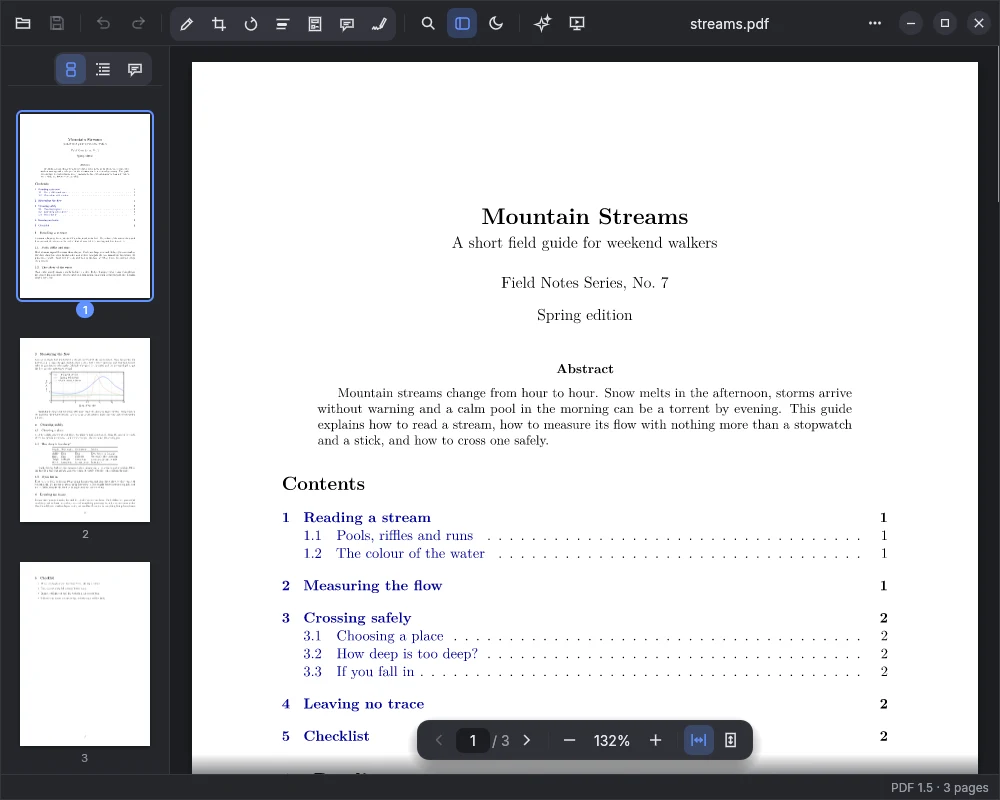 streams.pdf
Mountain Streams
A short field guide for weekend walkers
Field Notes Series, No. 7
Spring edition
Abstract
Mountain streams change from hour to hour. Snow melts in the afternoon, storms arrive
without warning and a calm pool in the morning can be a torrent by evening. This guide
explains how to read a stream, how to measure its flow with nothing more than a stopwatch
and a stick, and how to cross one safely.
Contents
1 Reading a stream 1
1.1 Pools, riffles and runs . . . . . . . . . . . . . . . . . . . . . . . . . . . . . . . . . . 1
1.2 The colour of the water . . . . . . . . . . . . . . . . . . . . . . . . . . . . . . . . . 1
2 Measuring the flow 1
3 Crossing safely 2
3.1 Choosing a place . . . . . . . . . . . . . . . . . . . . . . . . . . . . . . . . . . . . . 2
3.2 How deep is too deep? . . . . . . . . . . . . . . . . . . . . . . . . . . . . . . . . . . 2
3.3 If you fall in . . . . . . . . . . . . . . . . . . . . . . . . . . . . . . . . . . . . . . . . 2
4 Leaving no trace 2
5 Checklist 2
1
2
3
1 / 3 132%
PDF 1.5 · 3 pages